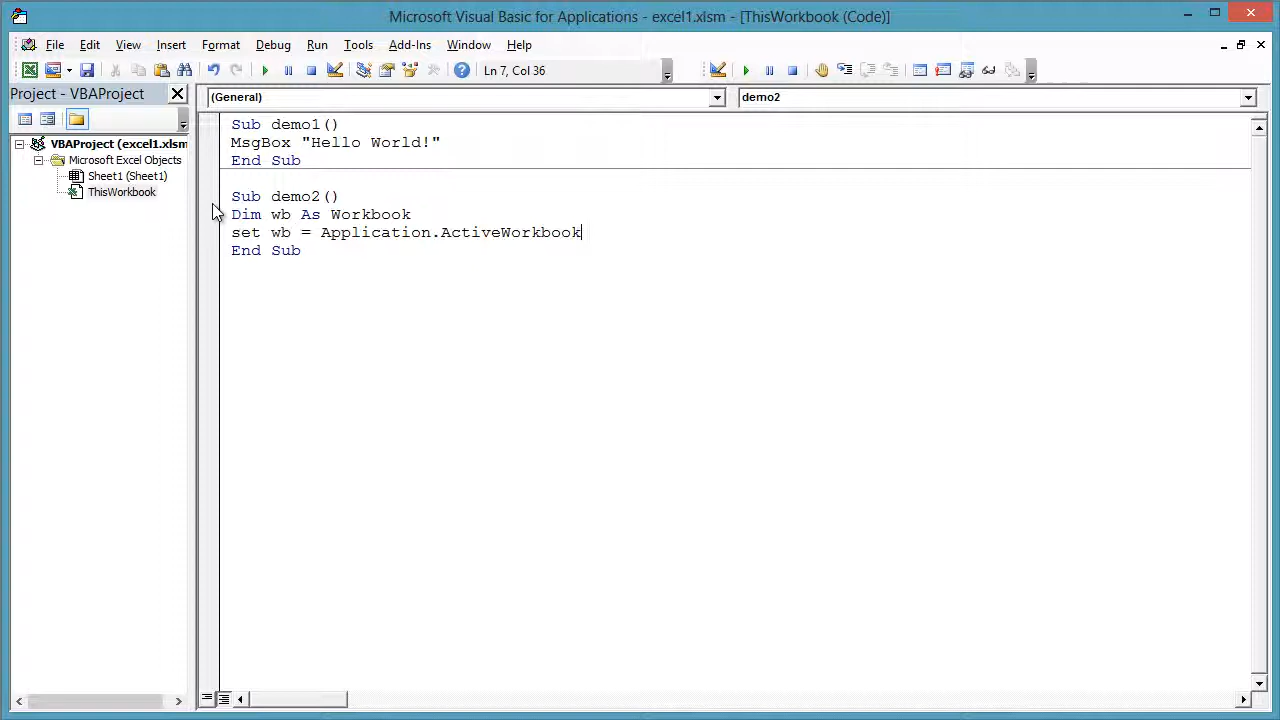 Microsoft Visual Basic for Applications - excel1.xlsm - [ThisWorkbook (Code)]
File Edit View Insert Format Debug Run Tools Add-Ins Window Help
Ln 7, Col 36
Project - VBAProject
(General) demo2
VBAProject (excel1.xlsm
Microsoft Excel Objects
Sheet1 (Sheet1)
ThisWorkbook
Sub demo1()
MsgBox "Hello World!"
End Sub
Sub demo2()
Dim wb As Workbook
set wb = Application.ActiveWorkbook
End Sub